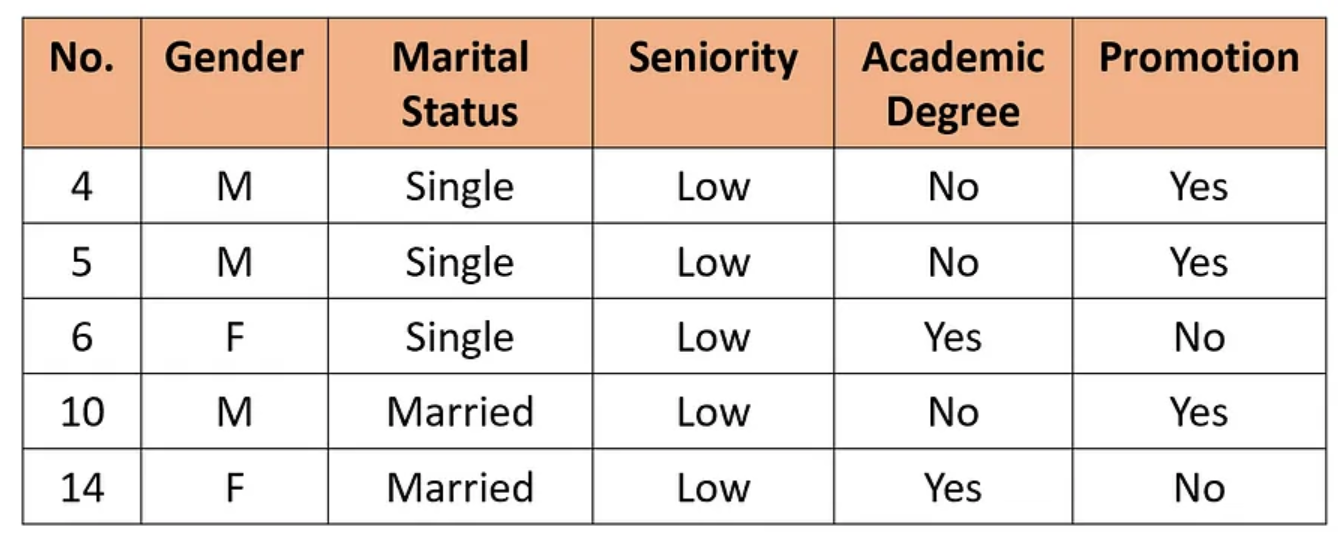 No. Gender Marital Status Seniority Academic Degree Promotion
4 M Single Low No Yes
5 M Single Low No Yes
6 F Single Low Yes No
10 M Married Low No Yes
14 F Married Low Yes No